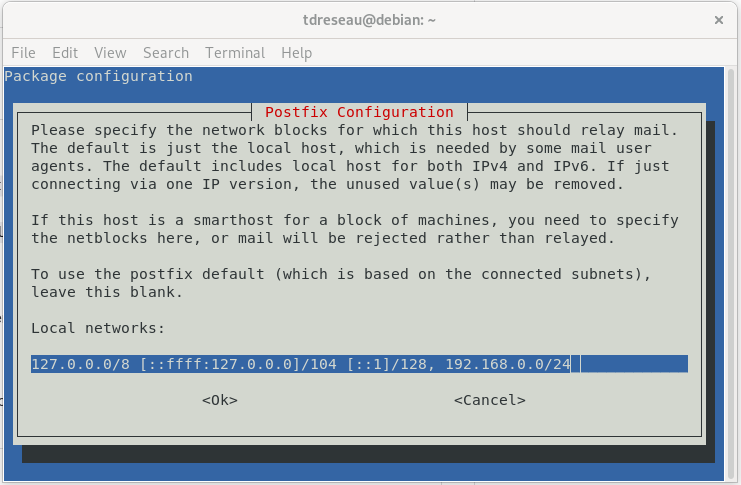 tdreseau@debian: ~
×
File Edit View Search Terminal Help
Package configuration
Postfix Configuration
Please specify the network blocks for which this host should relay mail.
The default is just the local host, which is needed by some mail user
agents. The default includes local host for both IPv4 and IPv6. If just
connecting via one IP version, the unused value(s) may be removed.
If this host is a smarthost for a block of machines, you need to specify
the netblocks here, or mail will be rejected rather than relayed.
To use the postfix default (which is based on the connected subnets),
leave this blank.
Local networks:
127.0.0.0/8 [::ffff:127.0.0.0]/104 [::1]/128, 192.168.0.0/24
<Ok> <Cancel>